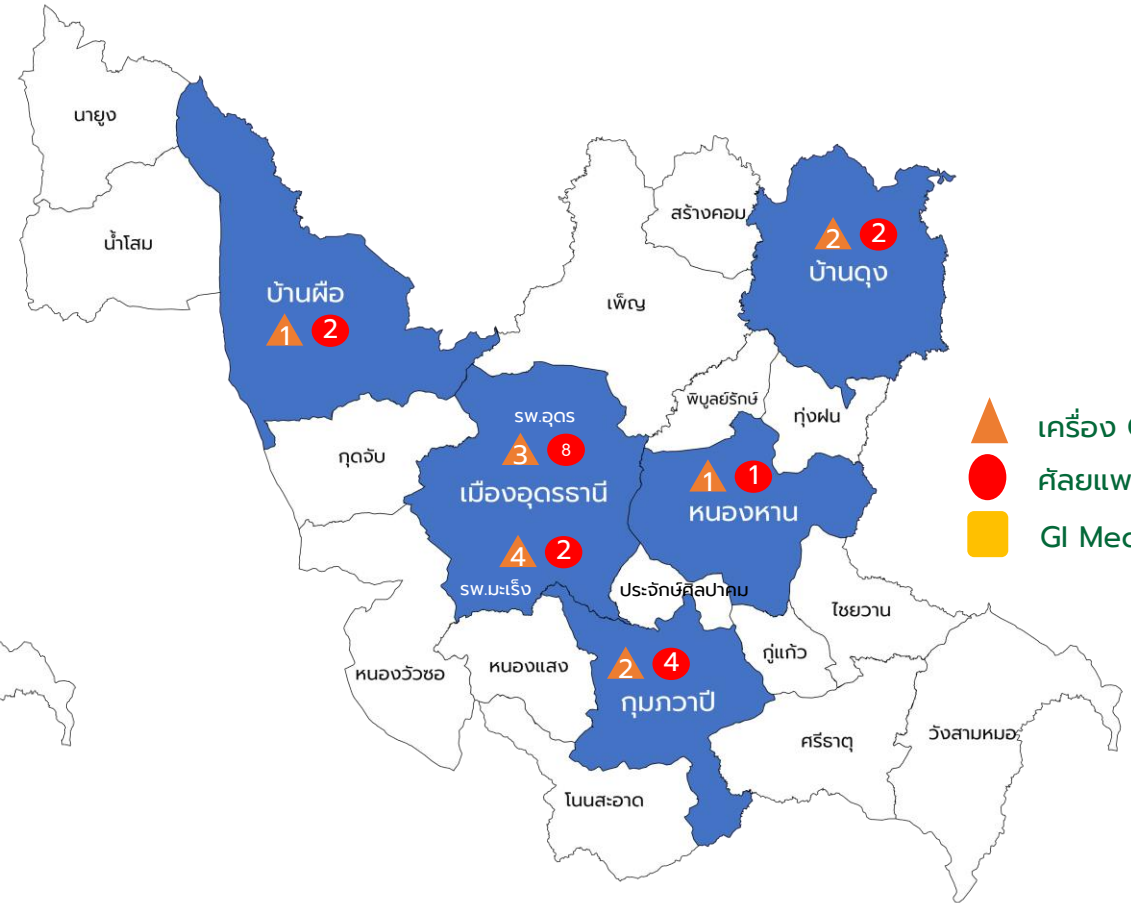 นายูง
น้ำโสม
บ้านผือ
1 2
สร้างคอม
2 2
บ้านดุง
เพ็ญ
พิบูลย์รักษ์
ทุ่งฝน
กุดจับ
รพ.อุดร
3 8
เมืองอุดรธานี
4 2
รพ.มะเร็ง
1 1
หนองหาน
เครื่อง
ศัลยแพ
GI Mec
ประจักษ์ศิลปาคม
ไชยวาน
กู่แก้ว
หนองวัวซอ
หนองแสง
2 4
กุมภวาปี
ศรีธาตุ
วังสามหมอ
โนนสะอาด